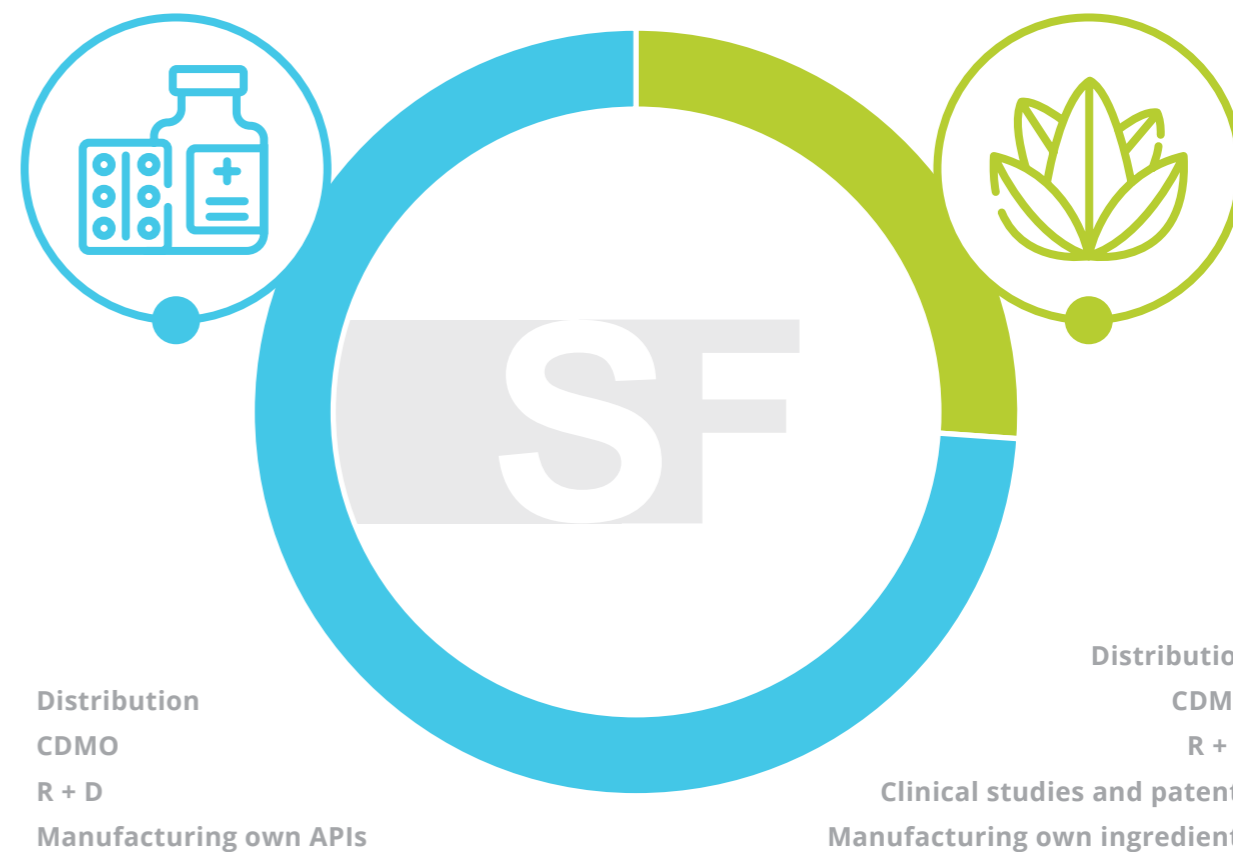 SF
Distribution
CDMO
R + D
Manufacturing own APIs
Distributio
CDM
R +
Clinical studies and patent
Manufacturing own ingredient